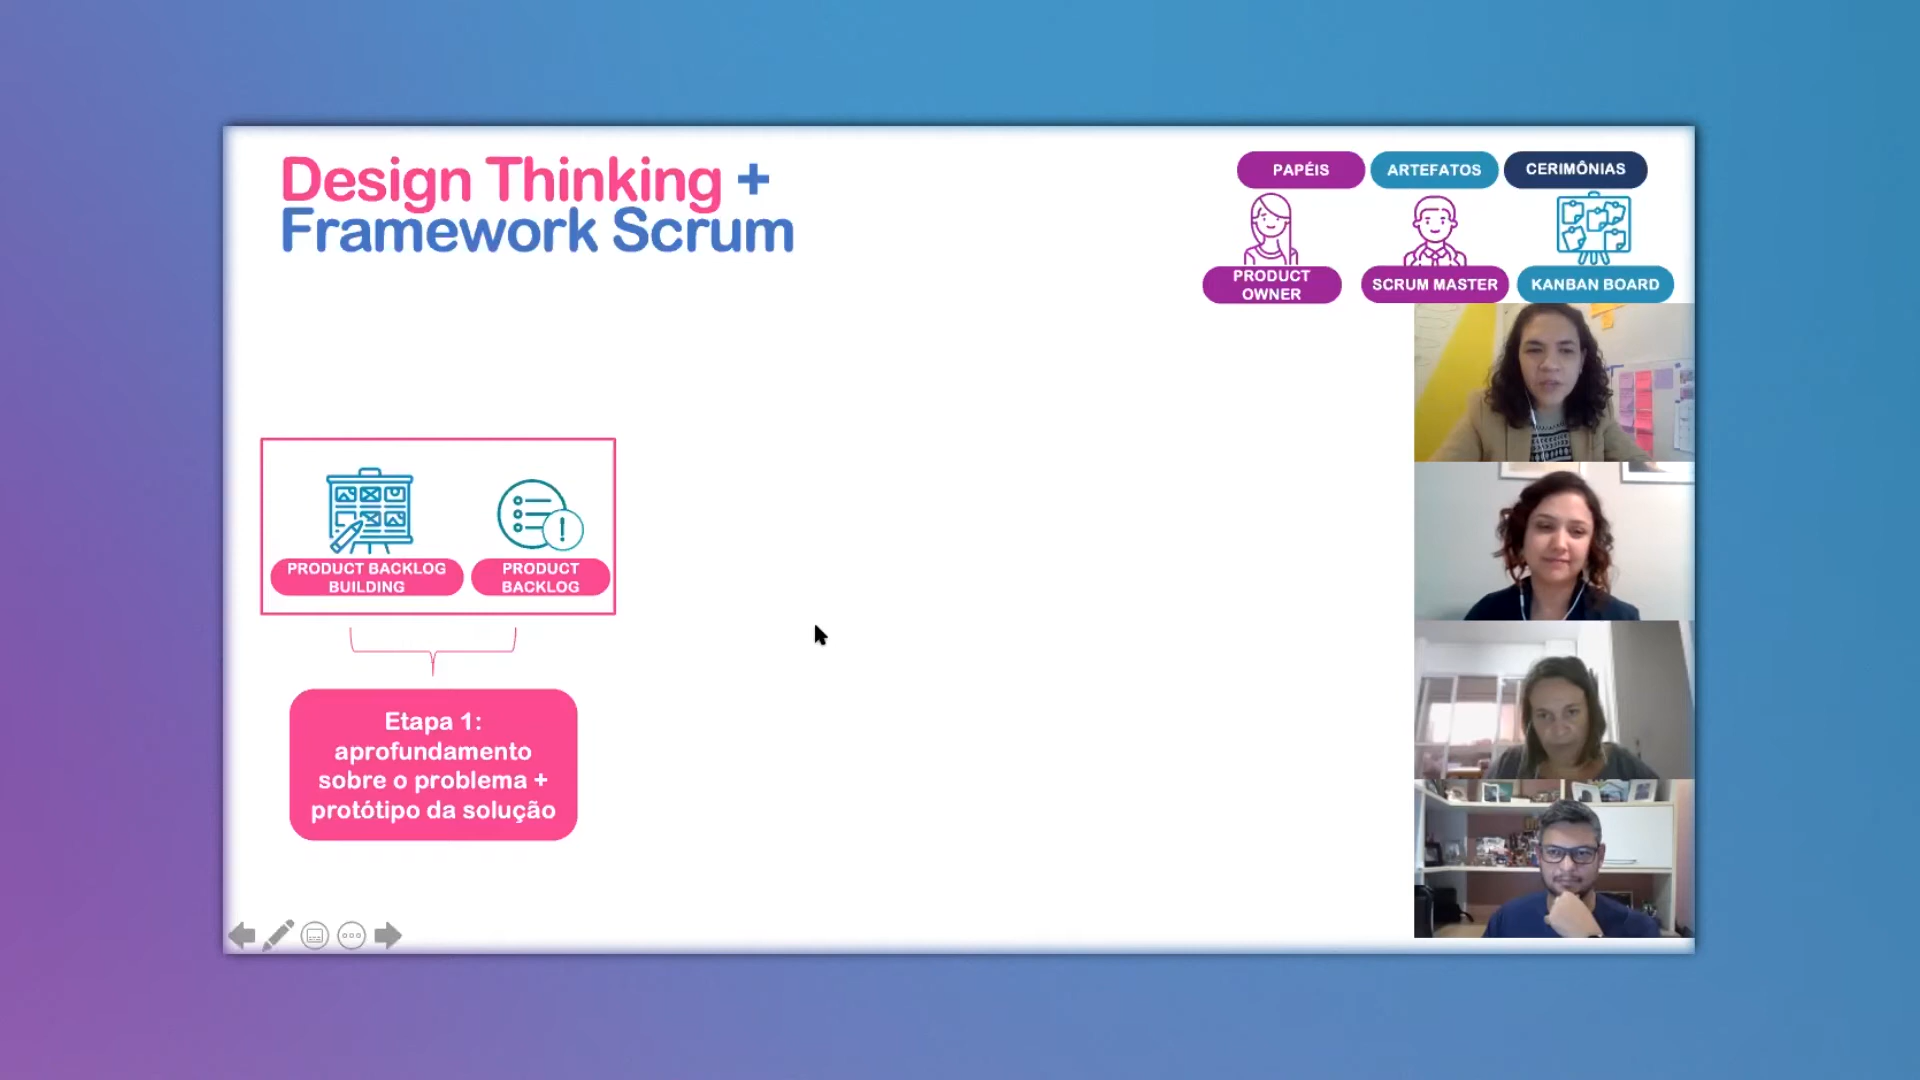 Design Thinking +
Framework Scrum
PAPÉIS
ARTEFATOS
CERIMÔNIAS
PRODUCT
OWNER
SCRUM MASTER
KANBAN BOARD
PRODUCT BACKLOG
BUILDING
PRODUCT
BACKLOG
Etapa 1:
aprofundamento
sobre o problema +
protótipo da solução